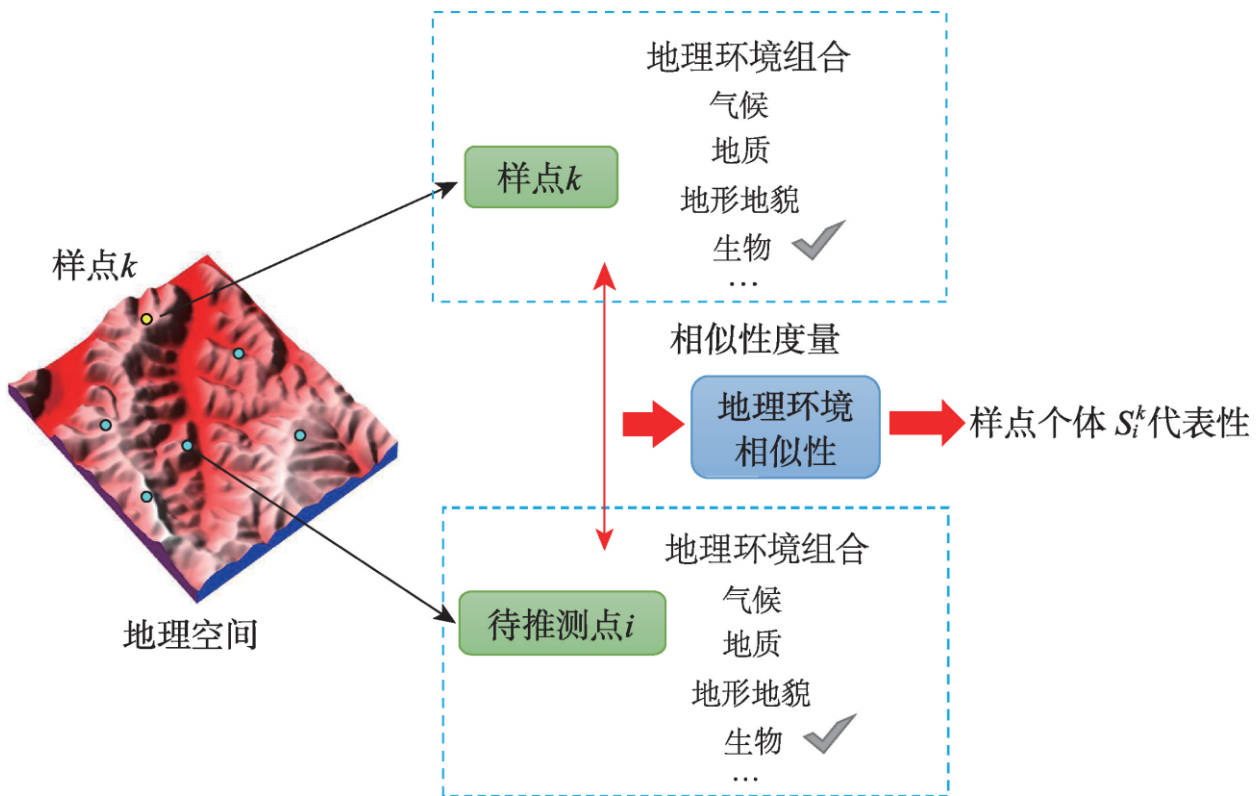 地理环境组合
气候
地质
样点k
地形地貌
生物
…
样点k
相似性度量
地理环境
相似性
样点个体 S_i^k代表性
地理环境组合
气候
待推测点i
地质
地理空间
地形地貌
生物
…